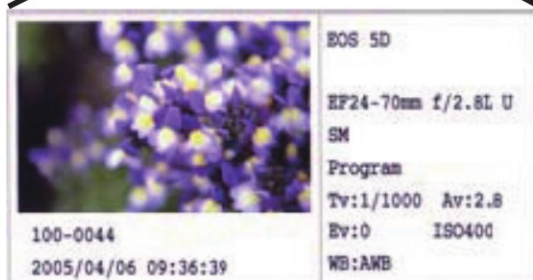 100-0044
2005/04/06 09:36:39
EOS 5D
EF24-70mm f/2.8L U
SM
Program
Tv:1/1000 Av:2.8
Ev:0 ISO400
WB:AWB